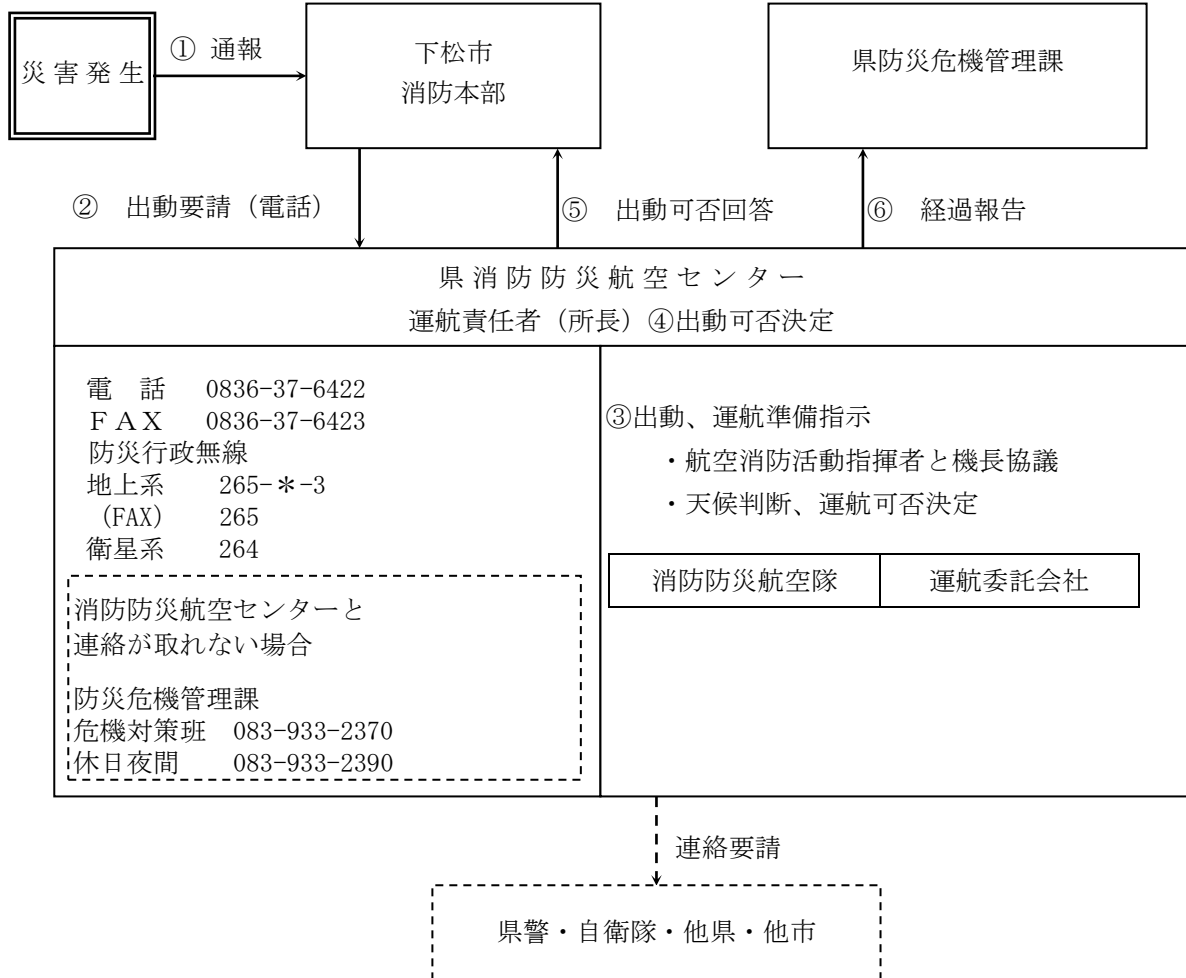 災害発生
① 通報
下松市
消防本部
県防災危機管理課
② 出動要請（電話）
⑤ 出動可否回答
⑥ 経過報告
県消防防災航空センター
運航責任者（所長）④出動可否決定
電 話 0836-37-6422
ＦＡＸ 0836-37-6423
防災行政無線
地上系 265-＊-3
(FAX) 265
衛星系 264
消防防災航空センターと
連絡が取れない場合
防災危機管理課
危機対策班 083-933-2370
休日夜間 083-933-2390
③出動、運航準備指示
・航空消防活動指揮者と機長協議
・天候判断、運航可否決定
消防防災航空隊
運航委託会社
連絡要請
県警・自衛隊・他県・他市